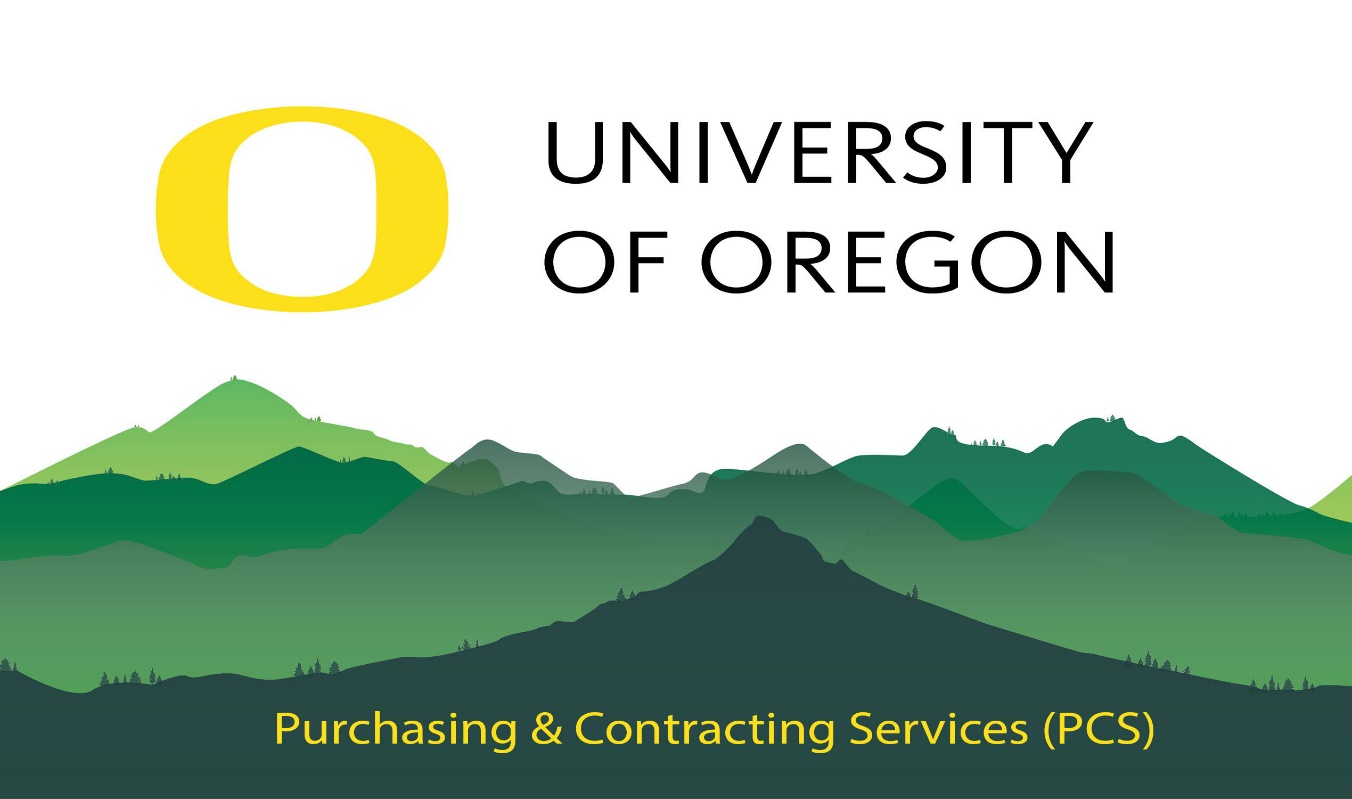 O
UNIVERSITY
OF OREGON
Purchasing & Contracting Services (PCS)